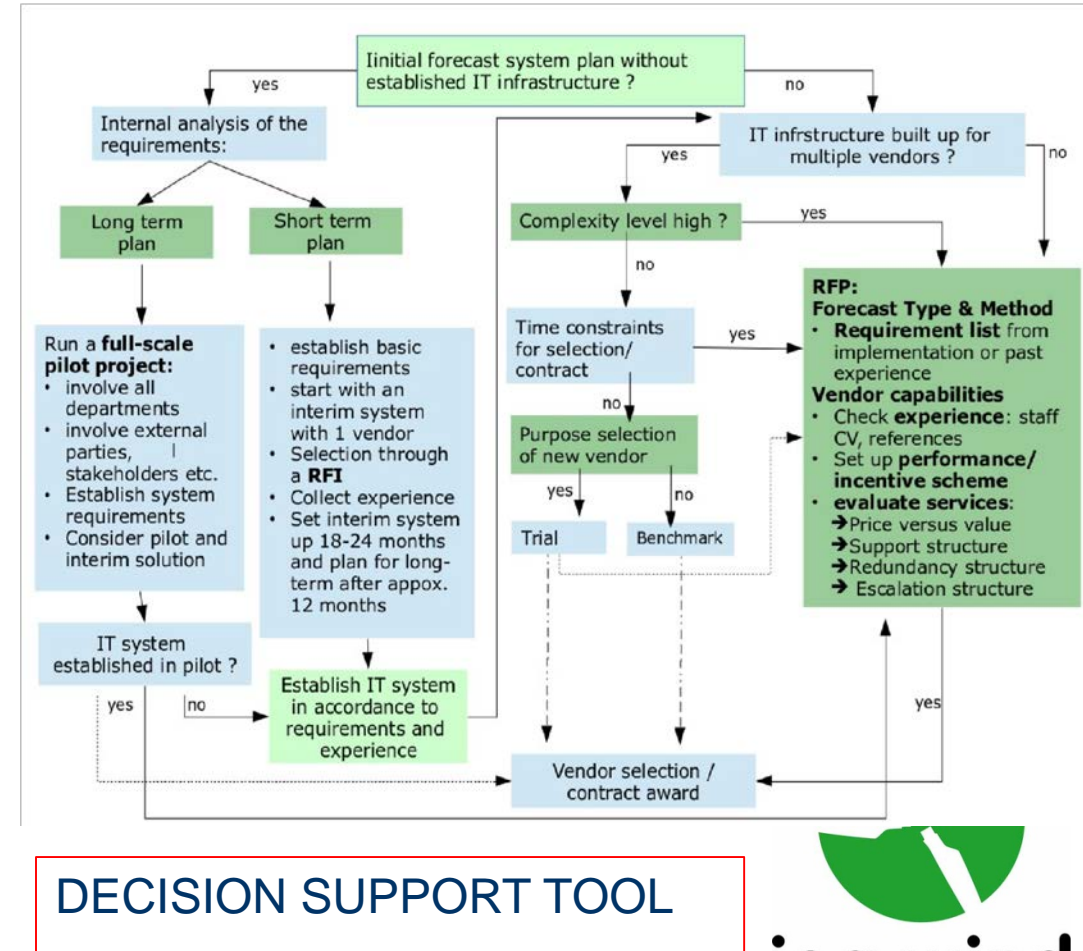 Iinitial forecast system plan without
established IT infrastructure ?
yes
no
Internal analysis of the
requirements:
IT infrstructure built up for
multiple vendors ?
yes
no
Long term
plan
Short term
plan
Complexity level high ?
yes
no
Run a full-scale
pilot project:
• involve all
departments
• involve external
parties,
stakeholders etc.
• Establish system
requirements
• Consider pilot and
interim solution
• establish basic
requirements
• start with an
interim system
with 1 vendor
• Selection through
a RFI
• Collect experience
• Set interim system
up 18-24 months
and plan for long-
term after appox.
12 months
Time constraints
for selection/
contract
yes
no
Purpose selection
of new vendor
yes
no
Trial
Benchmark
RFP:
Forecast Type & Method
• Requirement list from
implementation or past
experience
Vendor capabilities
• Check experience: staff
CV, references
• Set up performance/
incentive scheme
• evaluate services:
➔Price versus value
➔Support structure
➔Redundancy structure
➔ Escalation structure
IT system
established in pilot ?
yes
no
Establish IT system
in accordance to
requirements and
experience
yes
Vendor selection /
contract award
DECISION SUPPORT TOOL